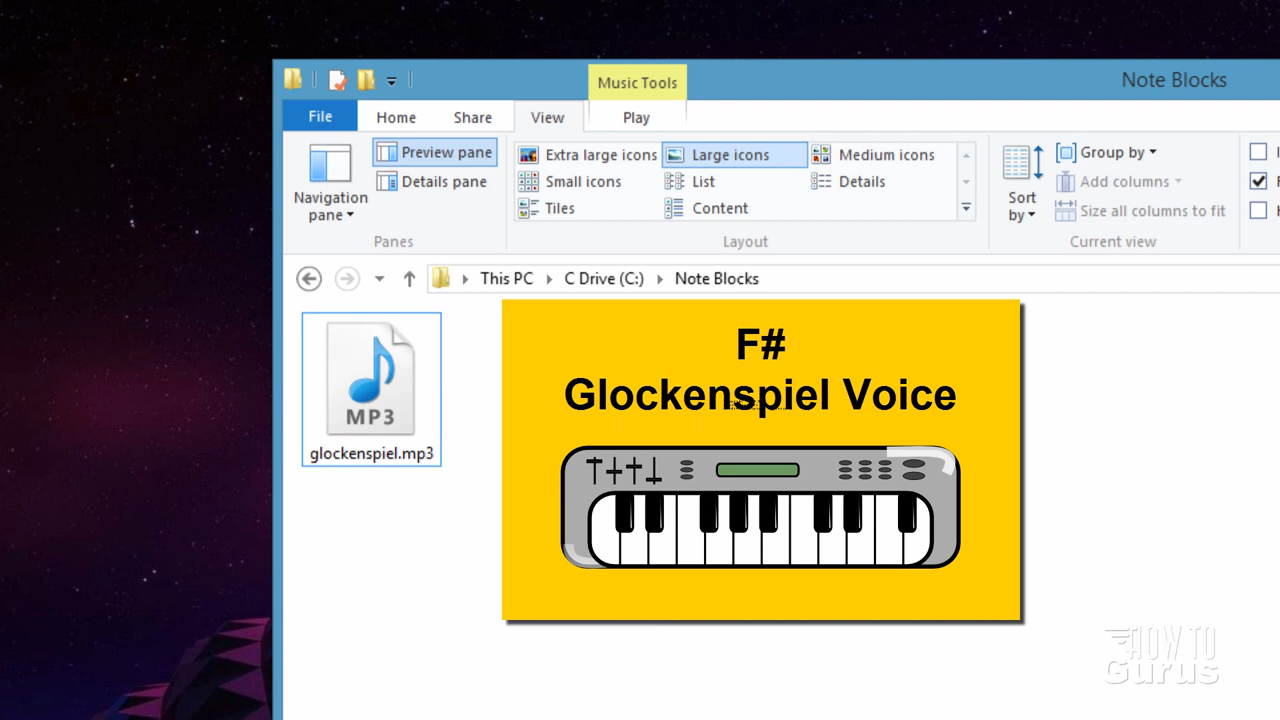 Note Blocks
Music Tools
File
Home
Share
View
Play
Navigation
pane
Preview pane
Details pane
Panes
Extra large icons
Large icons
Medium icons
Small icons
List
Details
Tiles
Content
Layout
Sort
by
Group by
Add columns
Size all columns to fit
Current view
This PC
C Drive (C:)
Note Blocks
MP3
glockenspiel.mp3
F#
Glockenspiel Voice
HOW TO
Gurus